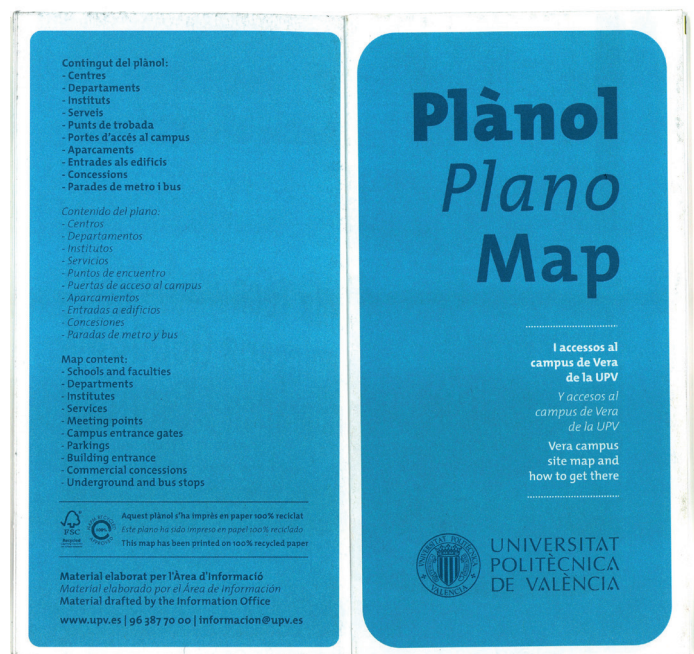 Contingut del plànol:
- Centres
- Departaments
- Instituts
- Serveis
- Punts de trobada
- Portes d'accés al campus
- Aparcaments
- Entrades als edificis
- Concessions
- Parades de metro i bus
Contenido del plano:
- Centros
- Departamentos
- Institutos
- Servicios
- Puntos de encuentro
- Puertas de acceso al campus
- Aparcamientos
- Entradas a edificios
- Concesiones
- Paradas de metro y bus
Map content:
- Schools and faculties
- Departments
- Institutes
- Services
- Meeting points
- Campus entrance gates
- Parkings
- Building entrance
- Commercial concessions
- Underground and bus stops
FSC
Recycled
100%
Aquest plànol s'ha imprès en paper 100% reciclat
Este plano ha sido impreso en papel 100% reciclado
This map has been printed on 100% recycled paper
Material elaborat per l'Àrea d'Informació
Material elaborado por el Área de Información
Material drafted by the Information Office
www.upv.es | 96 387 70 00 | informacion@upv.es
Plànol
Plano
Map
I accessos al
campus de Vera
de la UPV
Y accesos al
campus de Vera
de la UPV
Vera campus
site map and
how to get there
UNIVERSITAT POLITÈCNICA
VALÈNCIA
UNIVERSITAT
POLITÈCNICA
DE VALÈNCIA